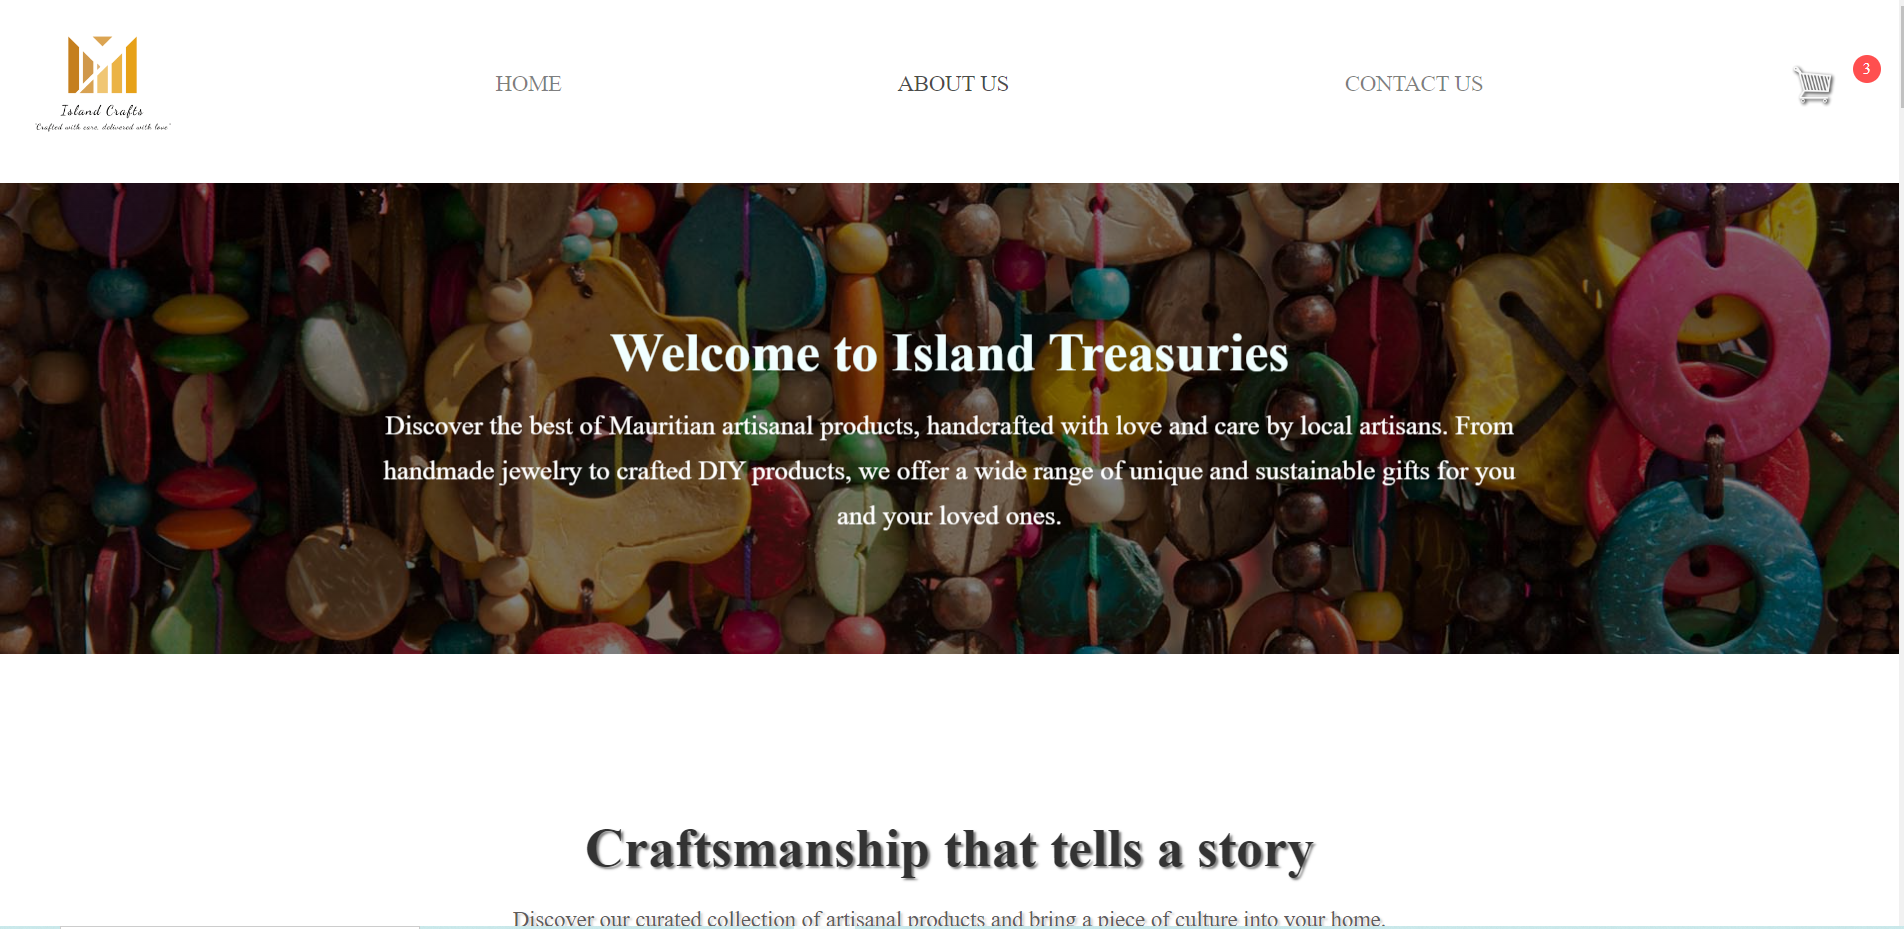 Island Crafts
"Crafted with care, delivered with love"
HOME
ABOUT US
CONTACT US
3
Welcome to Island Treasuries
Discover the best of Mauritian artisanal products, handcrafted with love and care by local artisans. From
handmade jewelry to crafted DIY products, we offer a wide range of unique and sustainable gifts for you
and your loved ones.
Craftsmanship that tells a story
Discover our curated collection of artisanal products and bring a piece of culture into your home.